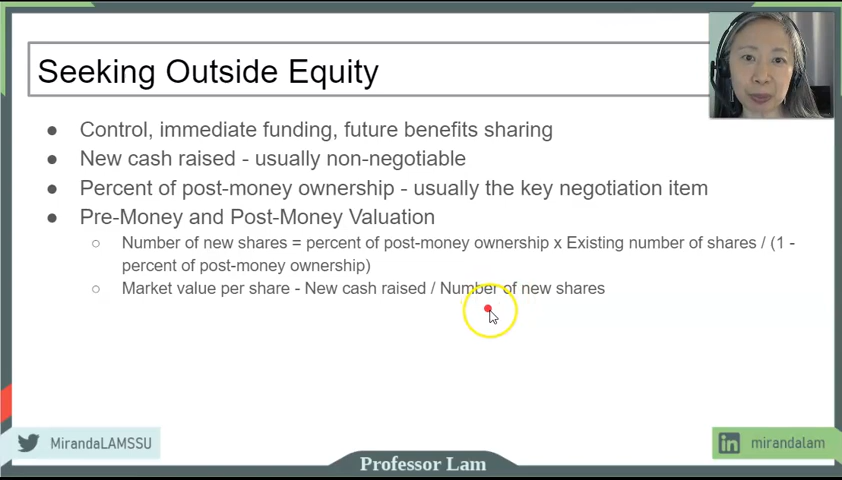 Seeking Outside Equity
● Control, immediate funding, future benefits sharing
● New cash raised - usually non-negotiable
● Percent of post-money ownership - usually the key negotiation item
● Pre-Money and Post-Money Valuation
○ Number of new shares = percent of post-money ownership x Existing number of shares / (1 -
percent of post-money ownership)
○ Market value per share - New cash raised / Number of new shares
MirandaLAMSSU
in mirandalam
Professor Lam